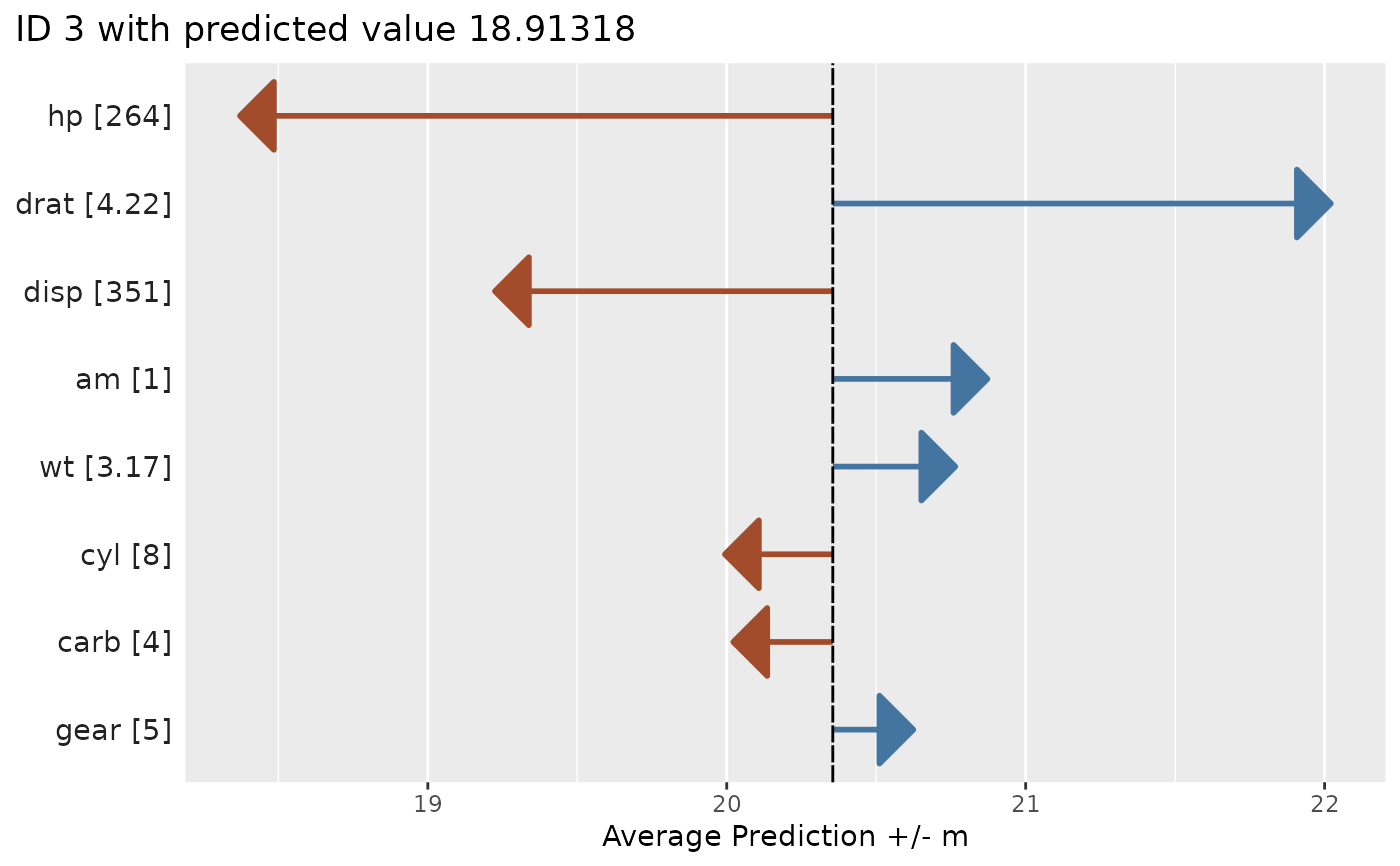 ID 3 with predicted value 18.91318
hp [264]
drat [4.22]
disp [351]
am [1]
wt [3.17]
cyl [8]
carb [4]
gear [5]
19 20 21 22
Average Prediction +/- m